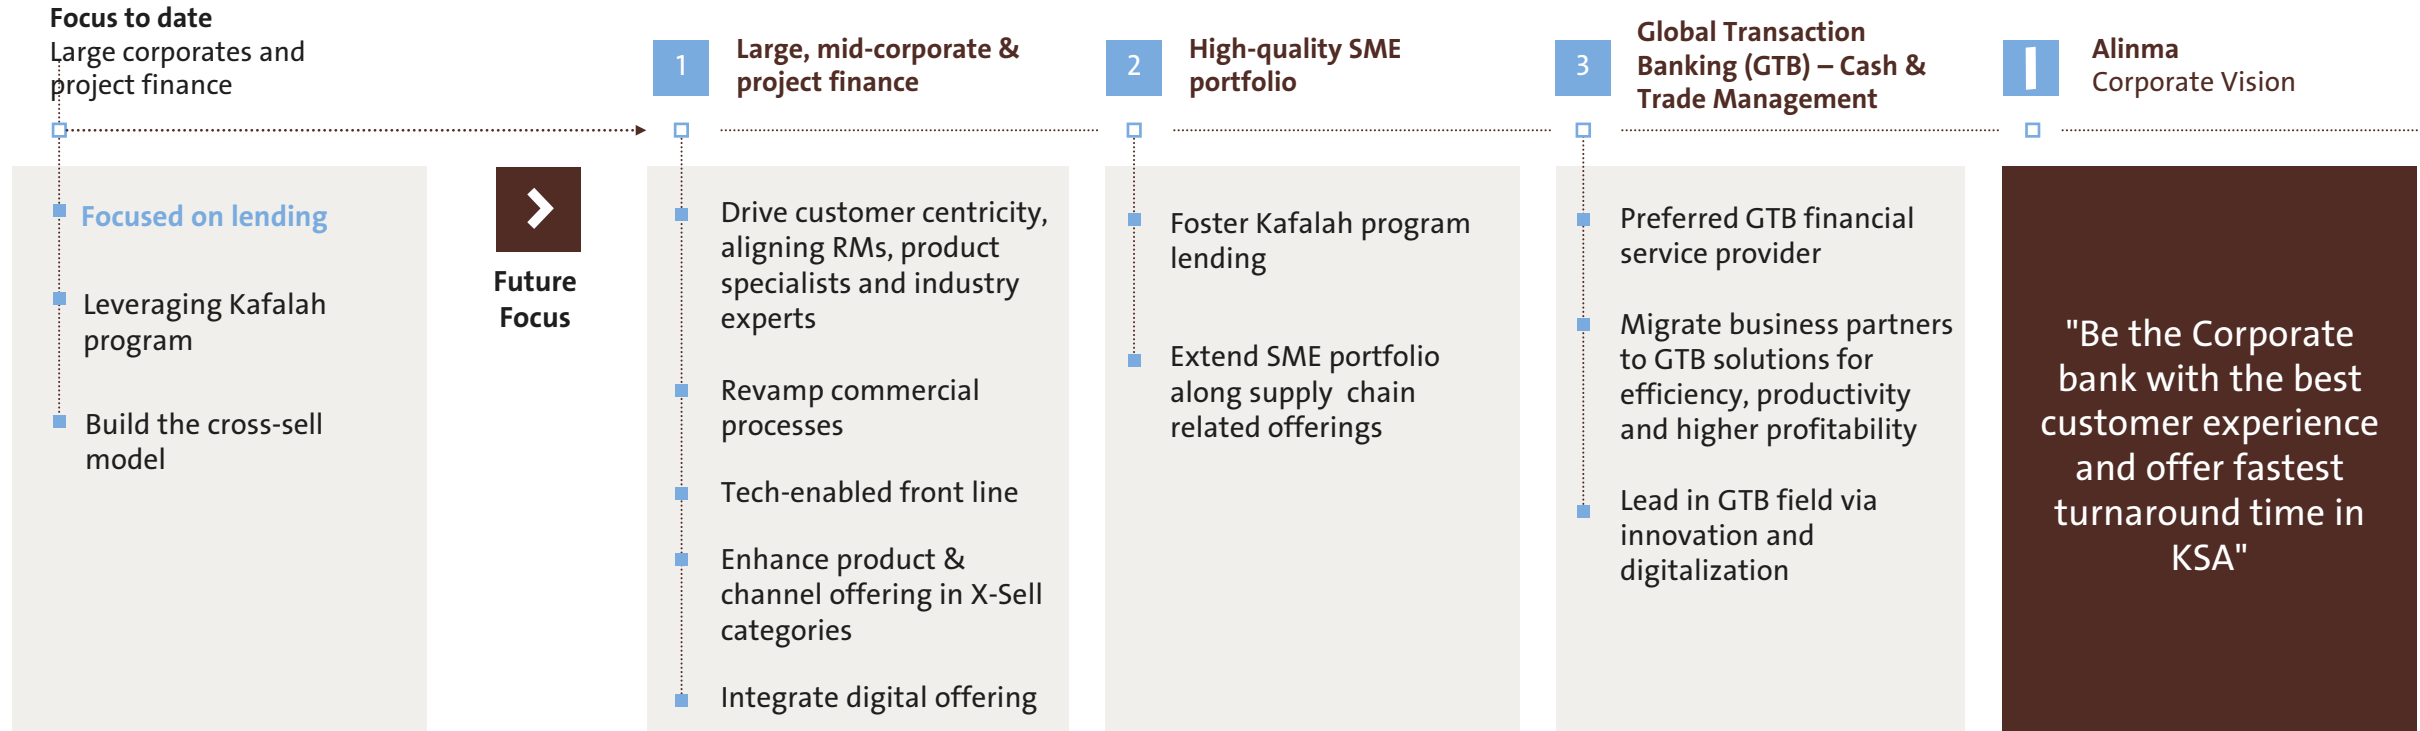 Focus to date
Large corporates and
project finance
Focused on lending
Leveraging Kafalah
program
Build the cross-sell
model
Future
Focus
1
Large, mid-corporate &
project finance
Drive customer centricity,
aligning RMs, product
specialists and industry
experts
Revamp commercial
processes
Tech-enabled front line
Enhance product &
channel offering in X-Sell
categories
Integrate digital offering
2
High-quality SME
portfolio
Foster Kafalah program
lending
Extend SME portfolio
along supply chain
related offerings
3
Global Transaction
Banking (GTB) – Cash &
Trade Management
Preferred GTB financial
service provider
Migrate business partners
to GTB solutions for
efficiency, productivity
and higher profitability
Lead in GTB field via
innovation and
digitalization
Alinma
Corporate Vision
"Be the Corporate
bank with the best
customer experience
and offer fastest
turnaround time in
KSA"